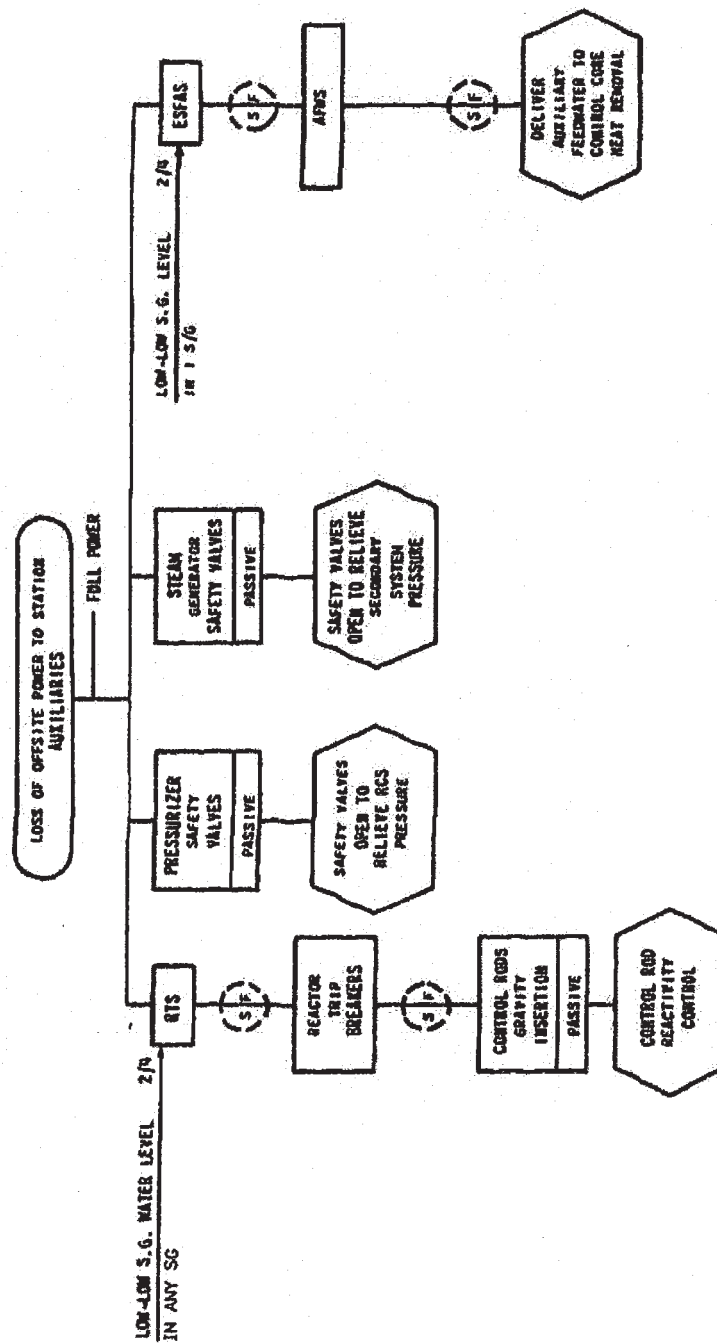 LOSS OF OFFSITE POWER TO STATION
AUXILIARIES
FULL POWER
LOW-LOW S.G. WATER LEVEL 2/4
IN ANY SG
RTS
S F
REACTOR
TRIP
BREAKERS
S F
CONTROL RODS
GRAVITY
INSERTION
PASSIVE
CONTROL ROD
REACTIVITY
CONTROL
PRESSURIZER
SAFETY
VALVES
PASSIVE
SAFETY VALVES
OPEN TO
RELIEVE RCS
PRESSURE
STEAM
GENERATOR
SAFETY VALVES
PASSIVE
SAFETY VALVES
OPEN TO RELIEVE
SECONDARY
SYSTEM
PRESSURE
LOW-LOW S.G. LEVEL 2/4
IN 1 S/G
ESFAS
S F
AFWS
S F
DELIVER
AUXILIARY
FEEDWATER TO
CONTROL CORE
HEAT REMOVAL